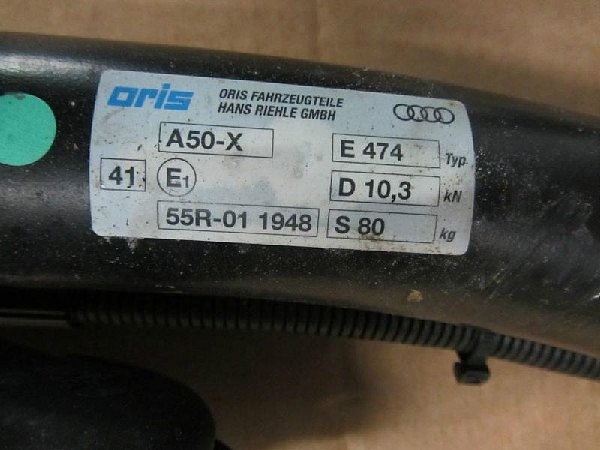 oris ORIS FAHRZEUGTEILE
HANS RIEHLE GMBH
A50-X E 474 Typ
41 E1 D 10,3 kN
55R-01 1948 S 80 kg